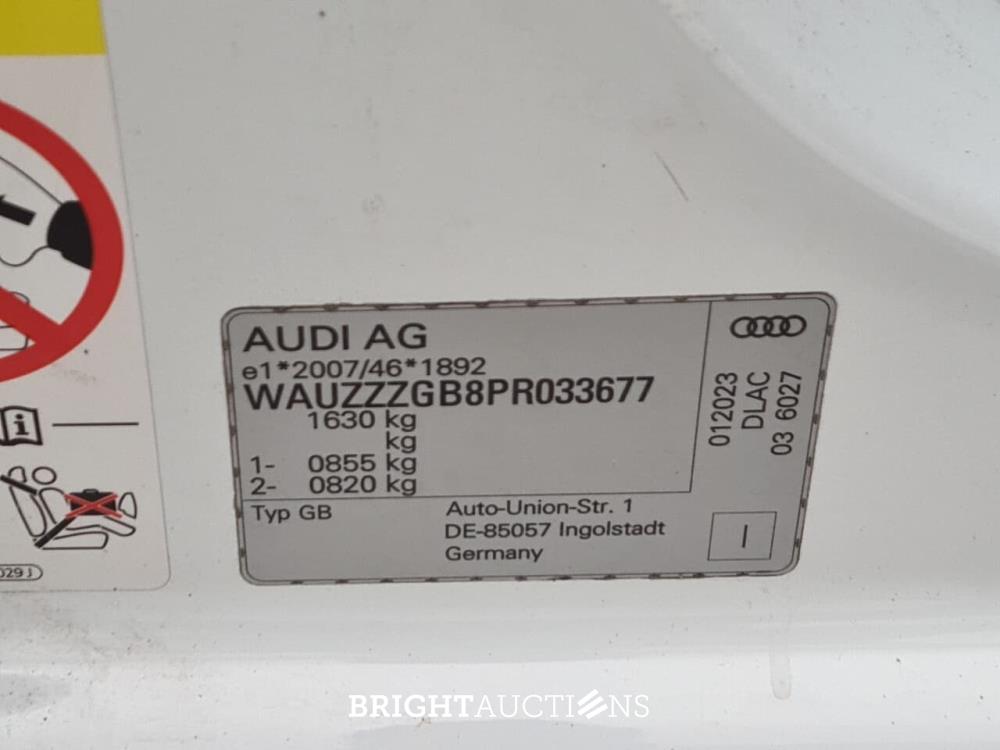 AUDI AG
e1*2007/46*1892
WAUZZZGB8PR033677
1630 kg
kg
1- 0855 kg
2- 0820 kg
Typ GB
Auto-Union-Str. 1
DE-85057 Ingolstadt
Germany
012023
DLAC
03 6027
I
i
029 J
BRIGHTAUCTIONS